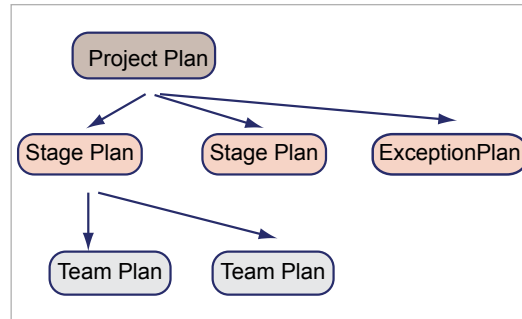 Project Plan
Stage Plan
Stage Plan
ExceptionPlan
Team Plan
Team Plan